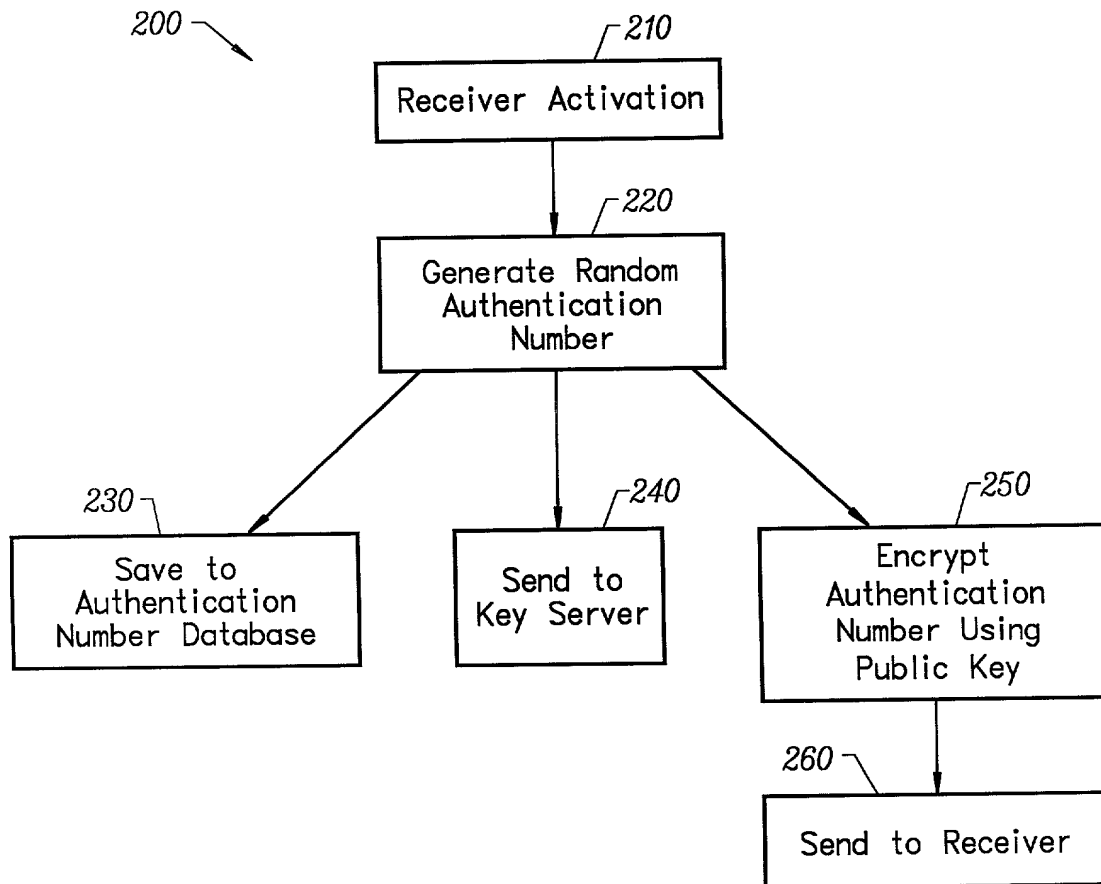 200
210
Receiver Activation
220
Generate Random
Authentication
Number
230
Save to
Authentication
Number Database
240
Send to
Key Server
250
Encrypt
Authentication
Number Using
Public Key
260
Send to Receiver